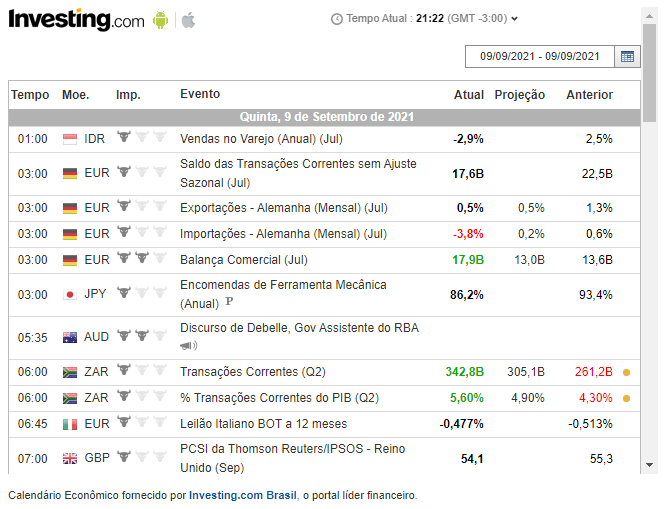 Investing.com
Tempo Atual : 21:22 (GMT -3:00)
09/09/2021 - 09/09/2021
Tempo Moe. Imp. Evento Atual Projeção Anterior
Quinta, 9 de Setembro de 2021
01:00 IDR Vendas no Varejo (Anual) (Jul) -2,9% 2,5%
03:00 EUR Saldo das Transações Correntes sem Ajuste
Sazonal (Jul) 17,6B 22,5B
03:00 EUR Exportações - Alemanha (Mensal) (Jul) 0,5% 0,5% 1,3%
03:00 EUR Importações - Alemanha (Mensal) (Jul) -3,8% 0,2% 0,6%
03:00 EUR Balança Comercial (Jul) 17,9B 13,0B 13,6B
03:00 JPY Encomendas de Ferramenta Mecânica
(Anual) P 86,2% 93,4%
05:35 AUD Discurso de Debelle, Gov Assistente do RBA
06:00 ZAR Transações Correntes (Q2) 342,8B 305,1B 261,2B
06:00 ZAR % Transações Correntes do PIB (Q2) 5,60% 4,90% 4,30%
06:45 EUR Leilão Italiano BOT a 12 meses -0,477% -0,513%
07:00 GBP PCSI da Thomson Reuters/IPSOS - Reino
Unido (Sep) 54,1 55,3
Calendário Econômico fornecido por Investing.com Brasil, o portal líder financeiro.